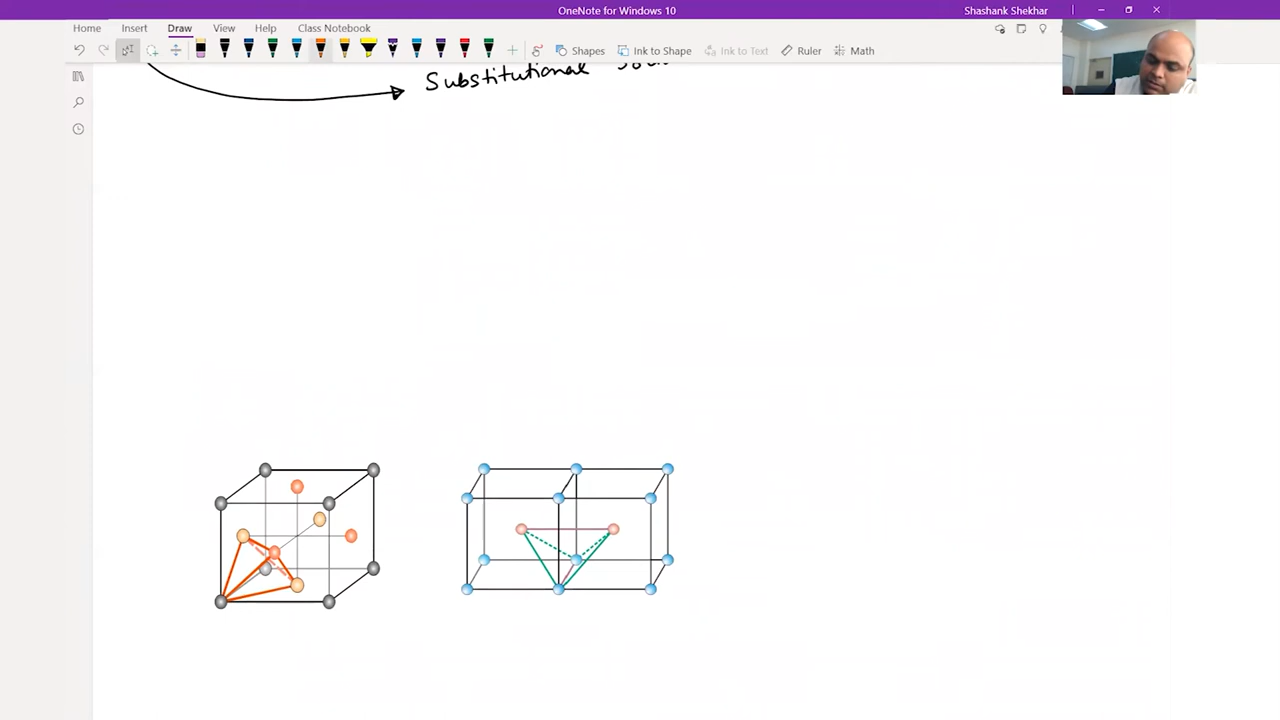 OneNote for Windows 10
Shashank Shekhar
Home Insert Draw View Help Class Notebook
Shapes Ink to Shape Ink to Text Ruler Math
Substitutional